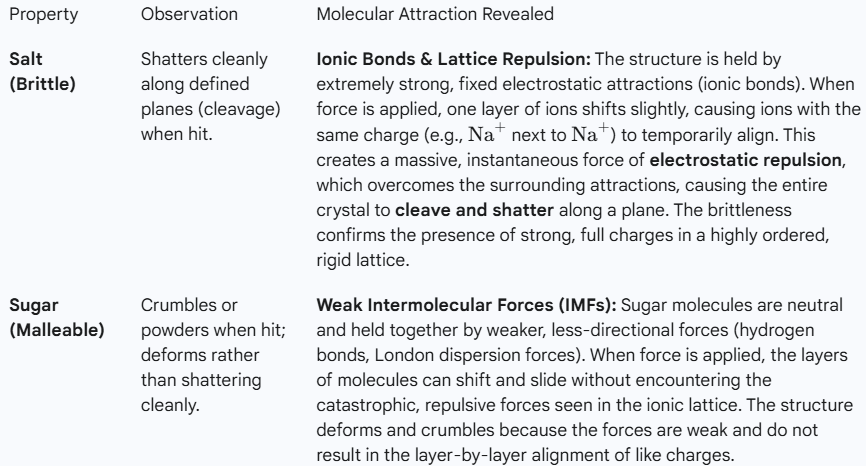 Property Observation Molecular Attraction Revealed
Salt Shatters cleanly Ionic Bonds & Lattice Repulsion: The structure is held by
(Brittle) along defined extremely strong, fixed electrostatic attractions (ionic bonds). When
planes (cleavage) force is applied, one layer of ions shifts slightly, causing ions with the
when hit. same charge (e.g., Na⁺ next to Na⁺) to temporarily align. This
creates a massive, instantaneous force of electrostatic repulsion,
which overcomes the surrounding attractions, causing the entire
crystal to cleave and shatter along a plane. The brittleness
confirms the presence of strong, full charges in a highly ordered,
rigid lattice.
Sugar Crumbles or Weak Intermolecular Forces (IMFs): Sugar molecules are neutral
(Malleable) powders when hit; and held together by weaker, less-directional forces (hydrogen
deforms rather bonds, London dispersion forces). When force is applied, the layers
than shattering of molecules can shift and slide without encountering the
cleanly. catastrophic, repulsive forces seen in the ionic lattice. The structure
deforms and crumbles because the forces are weak and do not
result in the layer-by-layer alignment of like charges.